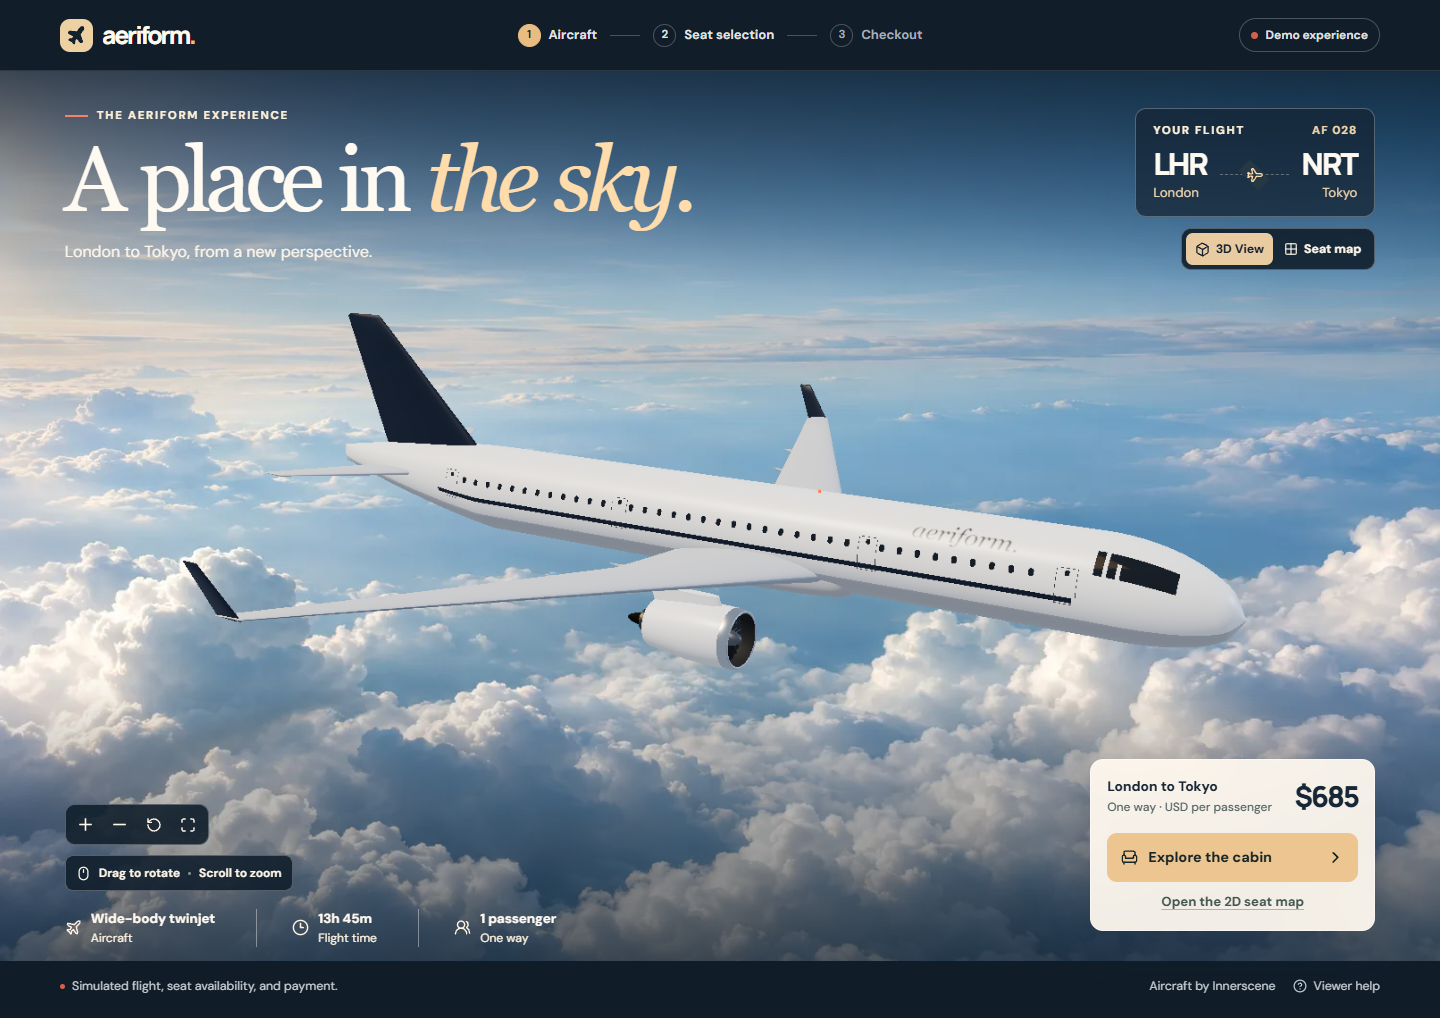 aeriform.
1 Aircraft
2 Seat selection
3 Checkout
Demo experience
THE AERIFORM EXPERIENCE
A place in the sky.
London to Tokyo, from a new perspective.
YOUR FLIGHT AF 028
LHR NRT
London Tokyo
3D View
Seat map
aeriform.
London to Tokyo
One way · USD per passenger
$685
Explore the cabin
Open the 2D seat map
Drag to rotate • Scroll to zoom
Wide-body twinjet
Aircraft
13h 45m
Flight time
1 passenger
One way
Simulated flight, seat availability, and payment.
Aircraft by Innerscene
Viewer help